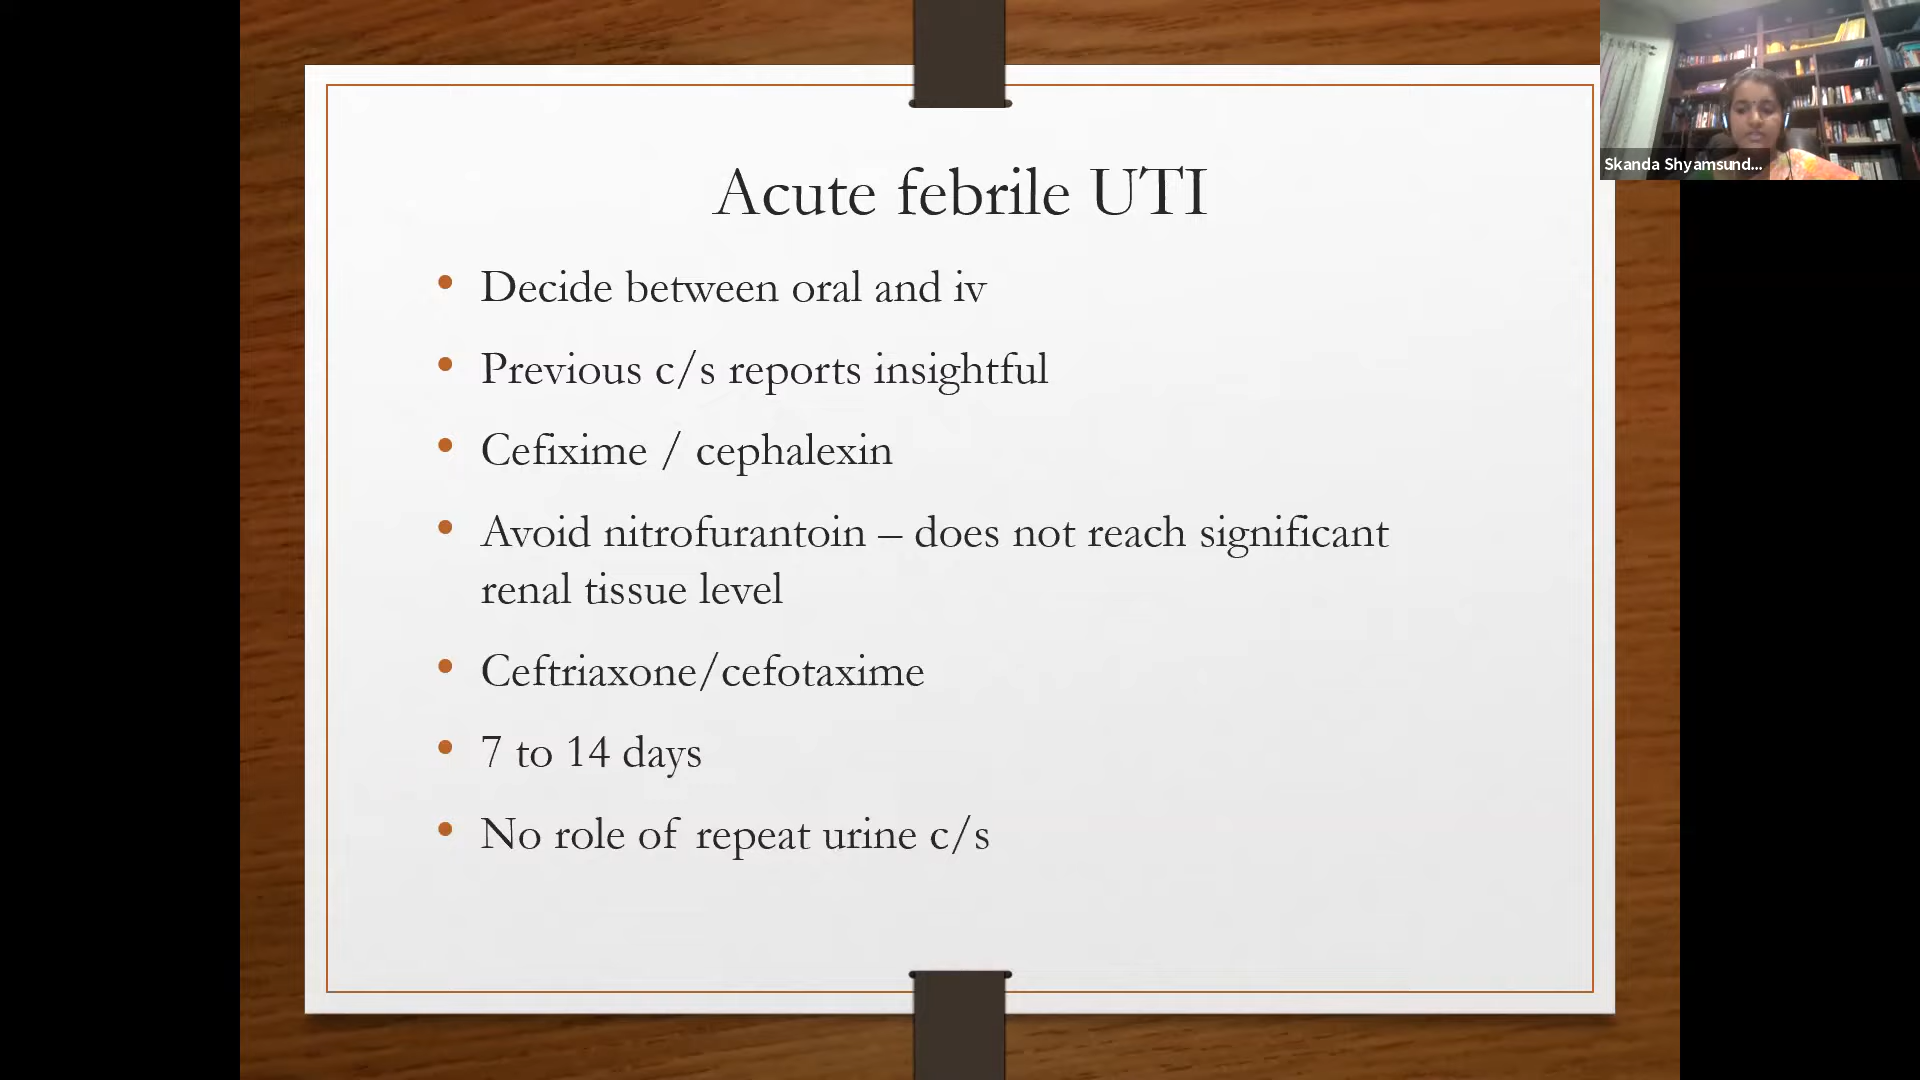 Skanda Shyamsund...
Acute febrile UTI
• Decide between oral and iv
• Previous c/s reports insightful
• Cefixime / cephalexin
• Avoid nitrofurantoin – does not reach significant
renal tissue level
• Ceftriaxone/cefotaxime
• 7 to 14 days
• No role of repeat urine c/s